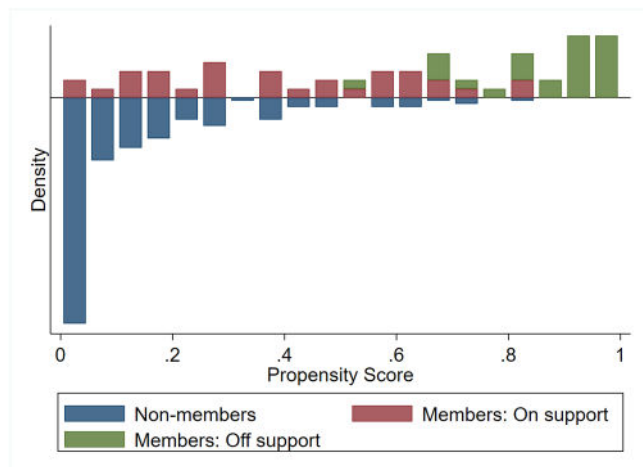 Density
0 .2 .4 .6 .8 1
Propensity Score
Non-members Members: On support
Members: Off support